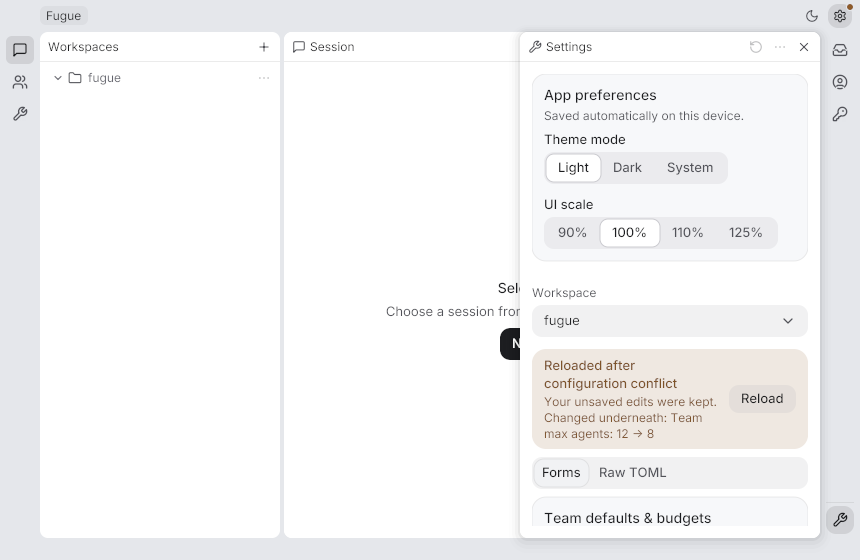 Fugue
Workspaces
fugue
Session
Choose a session from
Settings
App preferences
Saved automatically on this device.
Theme mode
Light Dark System
UI scale
90% 100% 110% 125%
Workspace
fugue
Reloaded after
configuration conflict
Your unsaved edits were kept.
Changed underneath: Team
max agents: 12 → 8
Reload
Forms Raw TOML
Team defaults & budgets